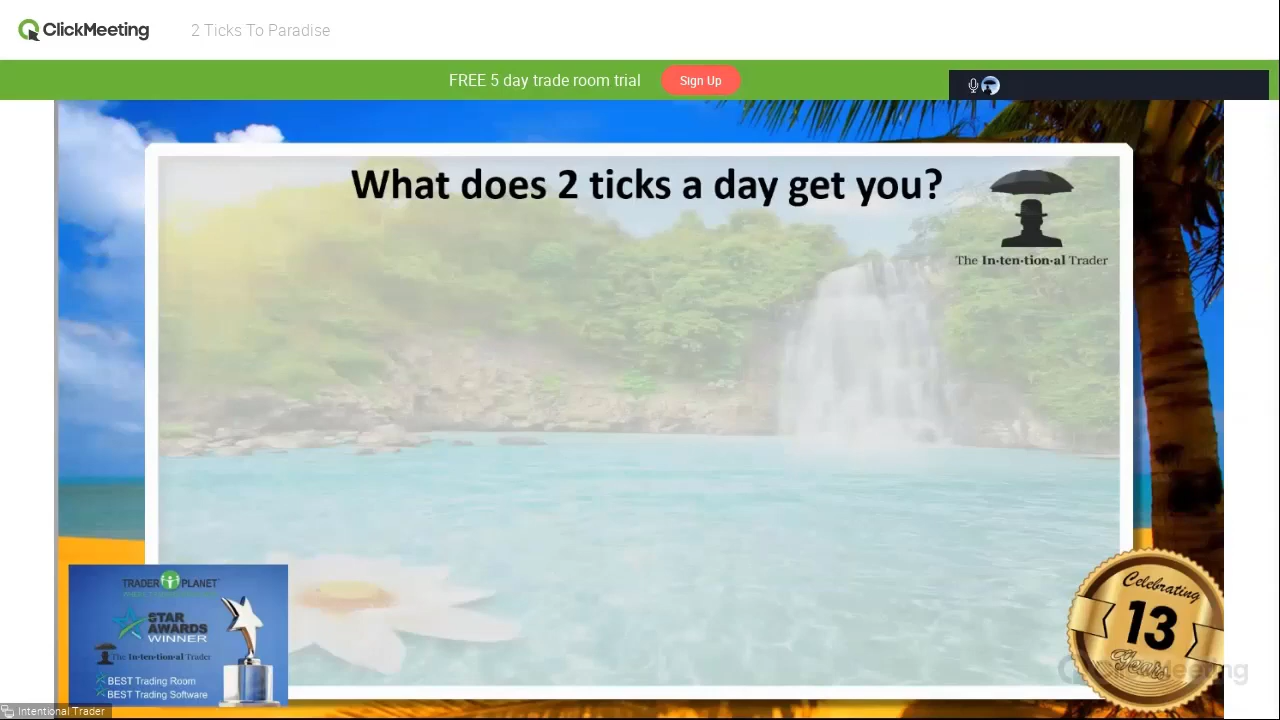 ClickMeeting
2 Ticks To Paradise
FREE 5 day trade room trial
Sign Up
What does 2 ticks a day get you?
The In·ten·tion·al Trader
TRADER PLANET
STAR
AWARDS
WINNER
The In·ten·tion·al Trader
BEST Trading Room
BEST Trading Software
Celebrating
13
Years
ClickMeeting
Intentional Trader